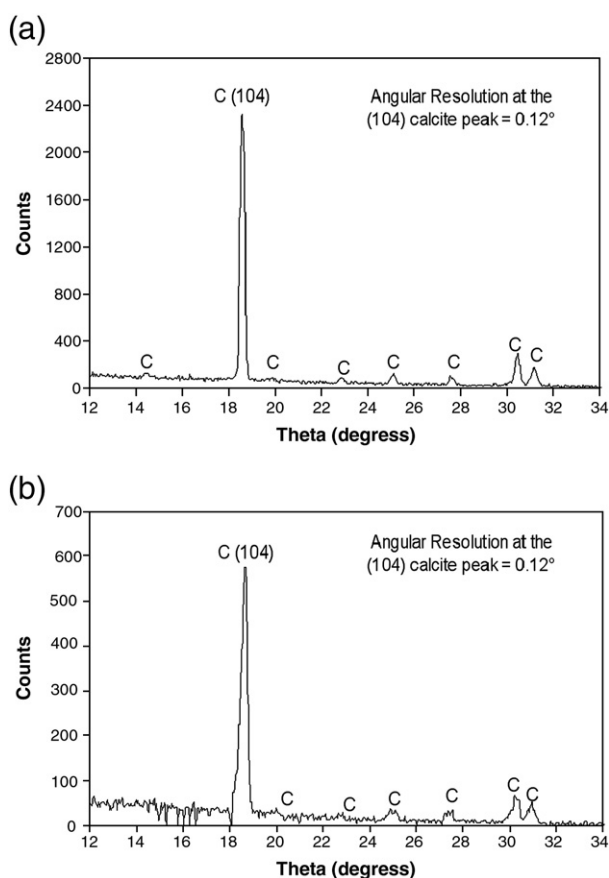 (a)
2800
2400
2000
1600
1200
800
400
0
Counts
C (104)
Angular Resolution at the
(104) calcite peak = 0.12°
C
C
C
C
C
C
C
12 14 16 18 20 22 24 26 28 30 32 34
Theta (degress)
(b)
700
600
500
400
300
200
100
0
Counts
C (104)
Angular Resolution at the
(104) calcite peak = 0.12°
C
C
C
C
C
C
12 14 16 18 20 22 24 26 28 30 32 34
Theta (degress)